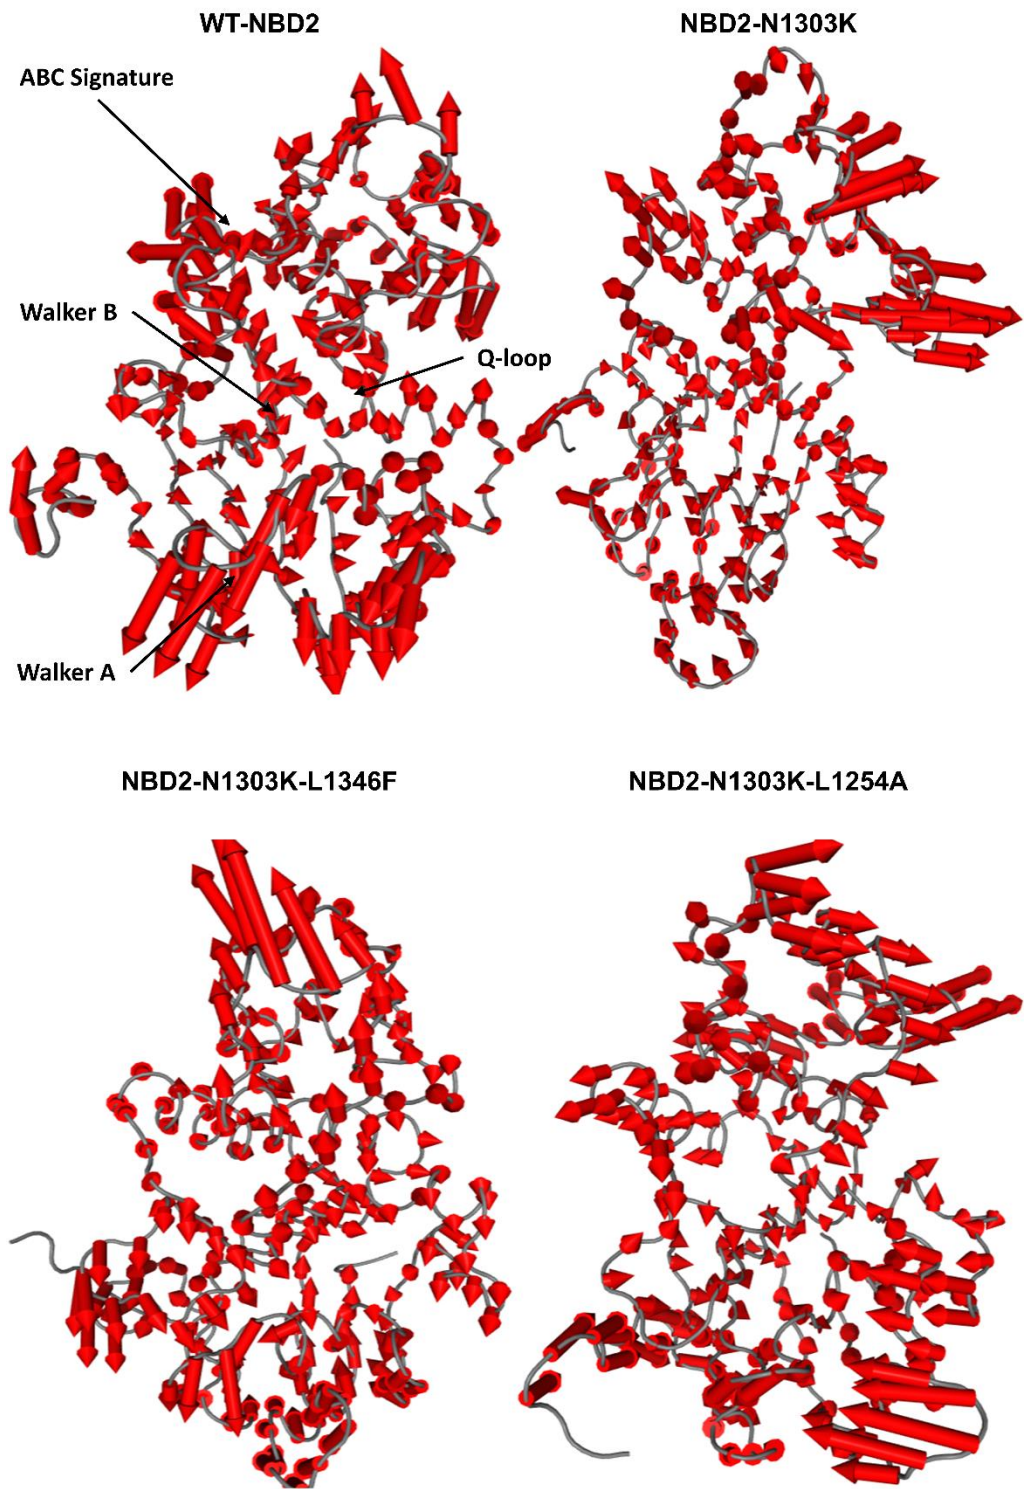 WT-NBD2
NBD2-N1303K
ABC Signature
Walker B
Q-loop
Walker A
NBD2-N1303K-L1346F
NBD2-N1303K-L1254A